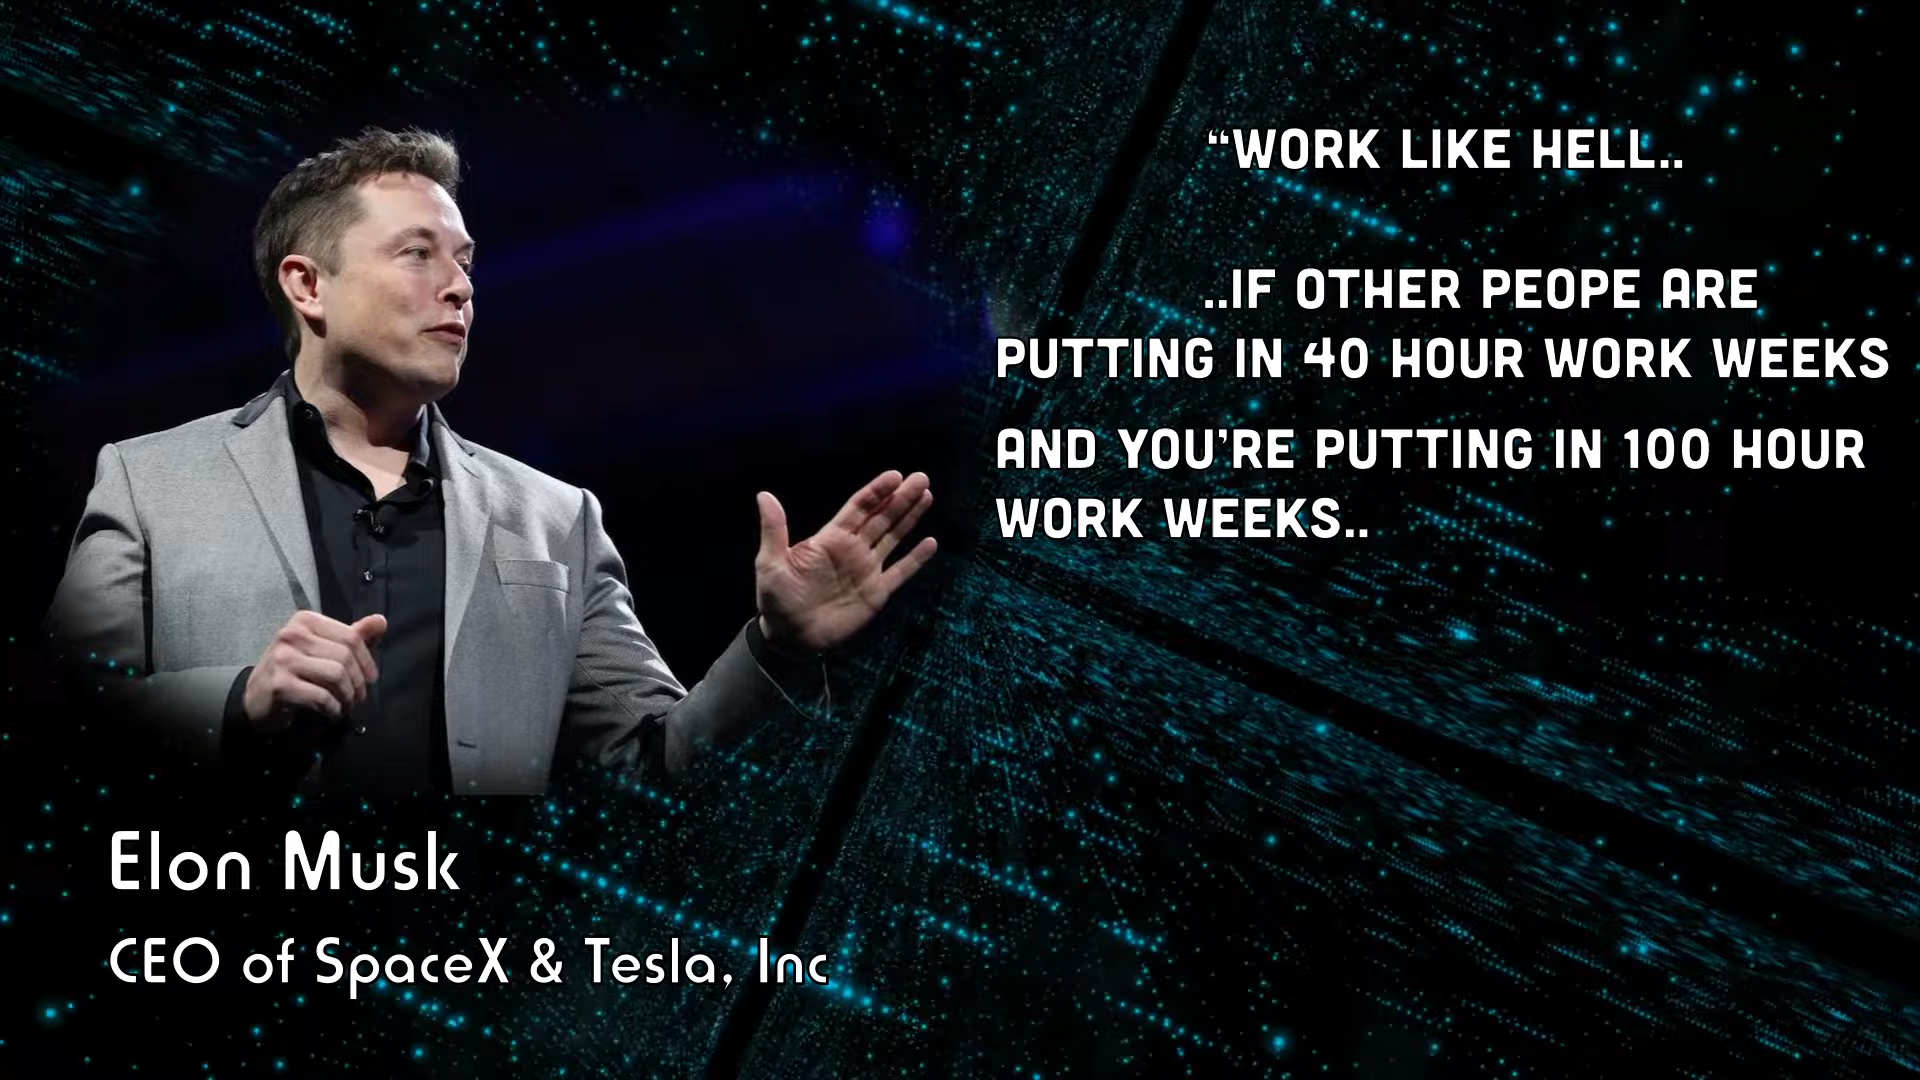 “WORK LIKE HELL..
..IF OTHER PEOPE ARE
PUTTING IN 40 HOUR WORK WEEKS
AND YOU’RE PUTTING IN 100 HOUR
WORK WEEKS..
Elon Musk
CEO of SpaceX & Tesla, Inc